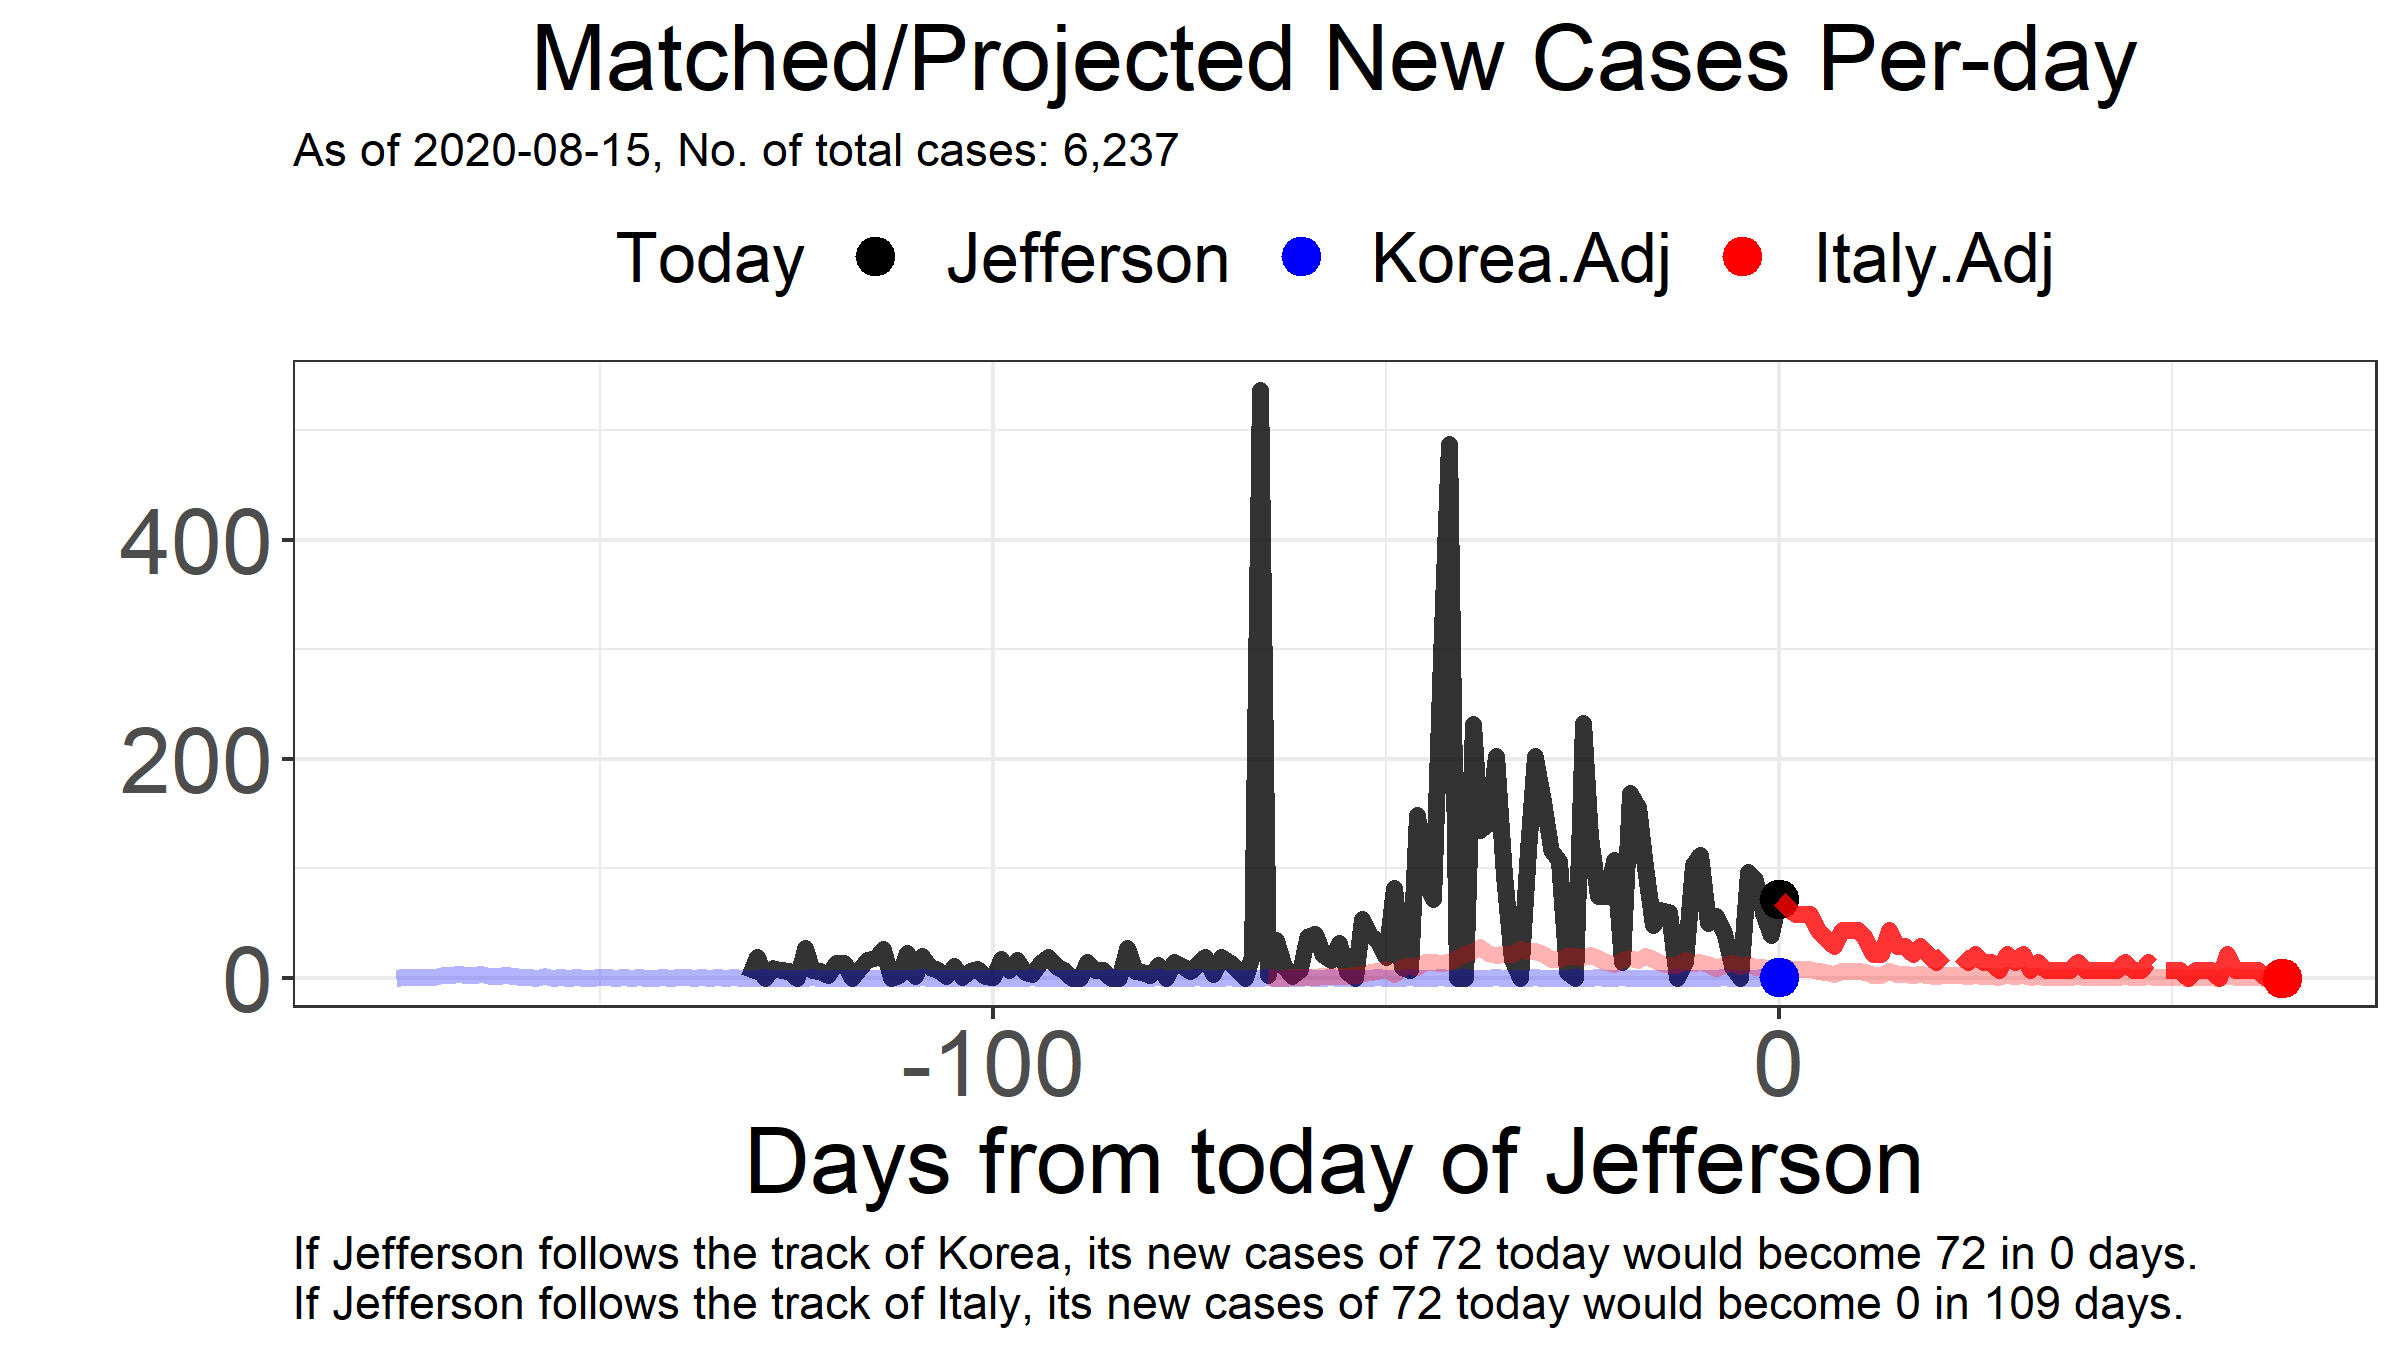 Matched/Projected New Cases Per-day
As of 2020-08-15, No. of total cases: 6,237
Today Jefferson Korea.Adj Italy.Adj
400
200
0
-100 0
Days from today of Jefferson
If Jefferson follows the track of Korea, its new cases of 72 today would become 72 in 0 days.
If Jefferson follows the track of Italy, its new cases of 72 today would become 0 in 109 days.